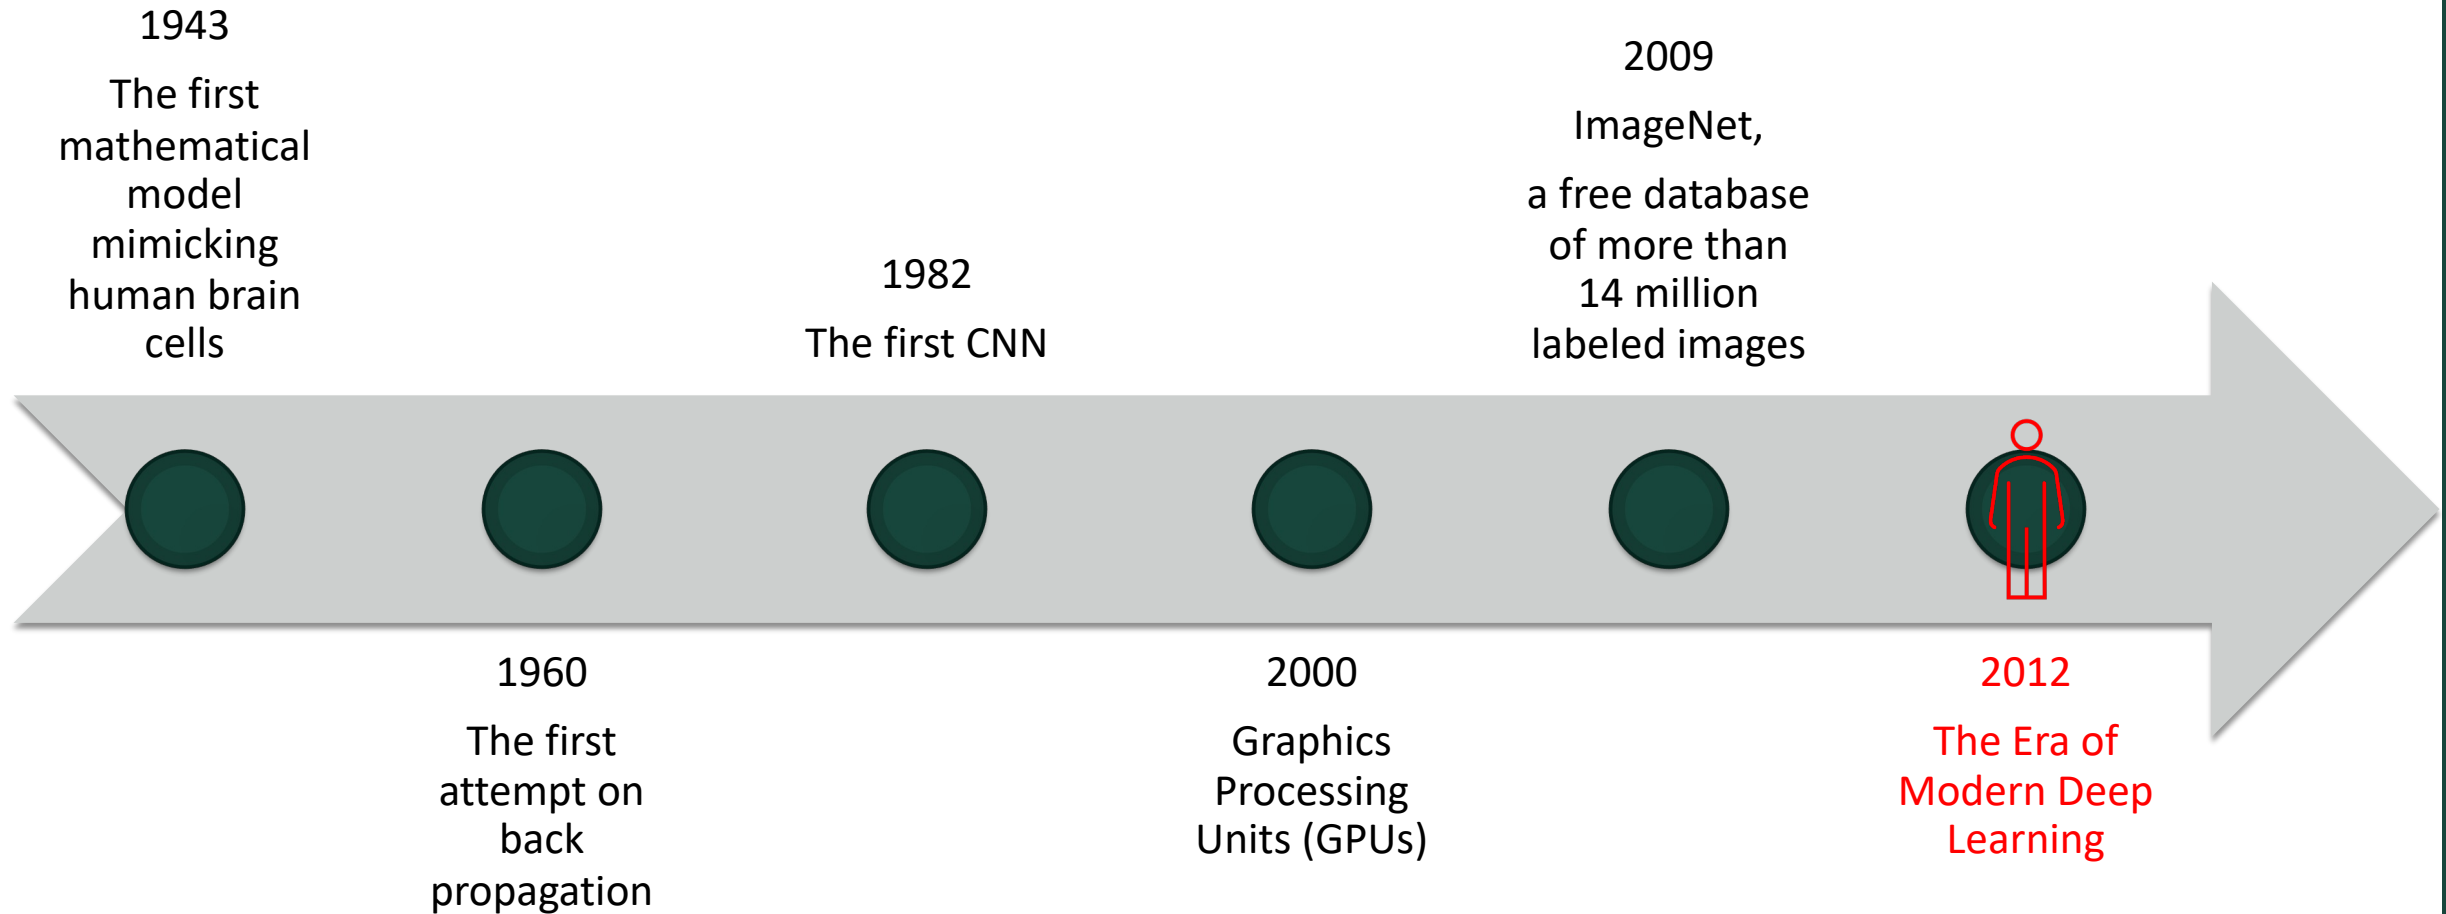 1943
The first
mathematical
model
mimicking
human brain
cells
1960
The first
attempt on
back
propagation
1982
The first CNN
2000
Graphics
Processing
Units (GPUs)
2009
ImageNet,
a free database
of more than
14 million
labeled images
2012
The Era of
Modern Deep
Learning